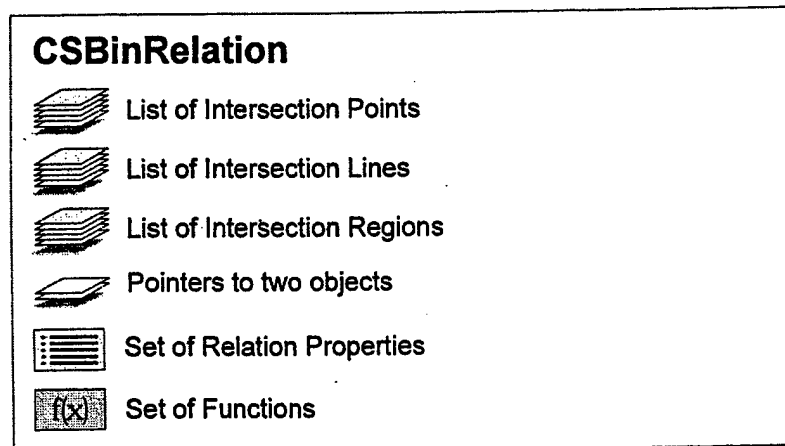 CSBinRelation
List of Intersection Points
List of Intersection Lines
List of Intersection Regions
Pointers to two objects
Set of Relation Properties
f(x) Set of Functions